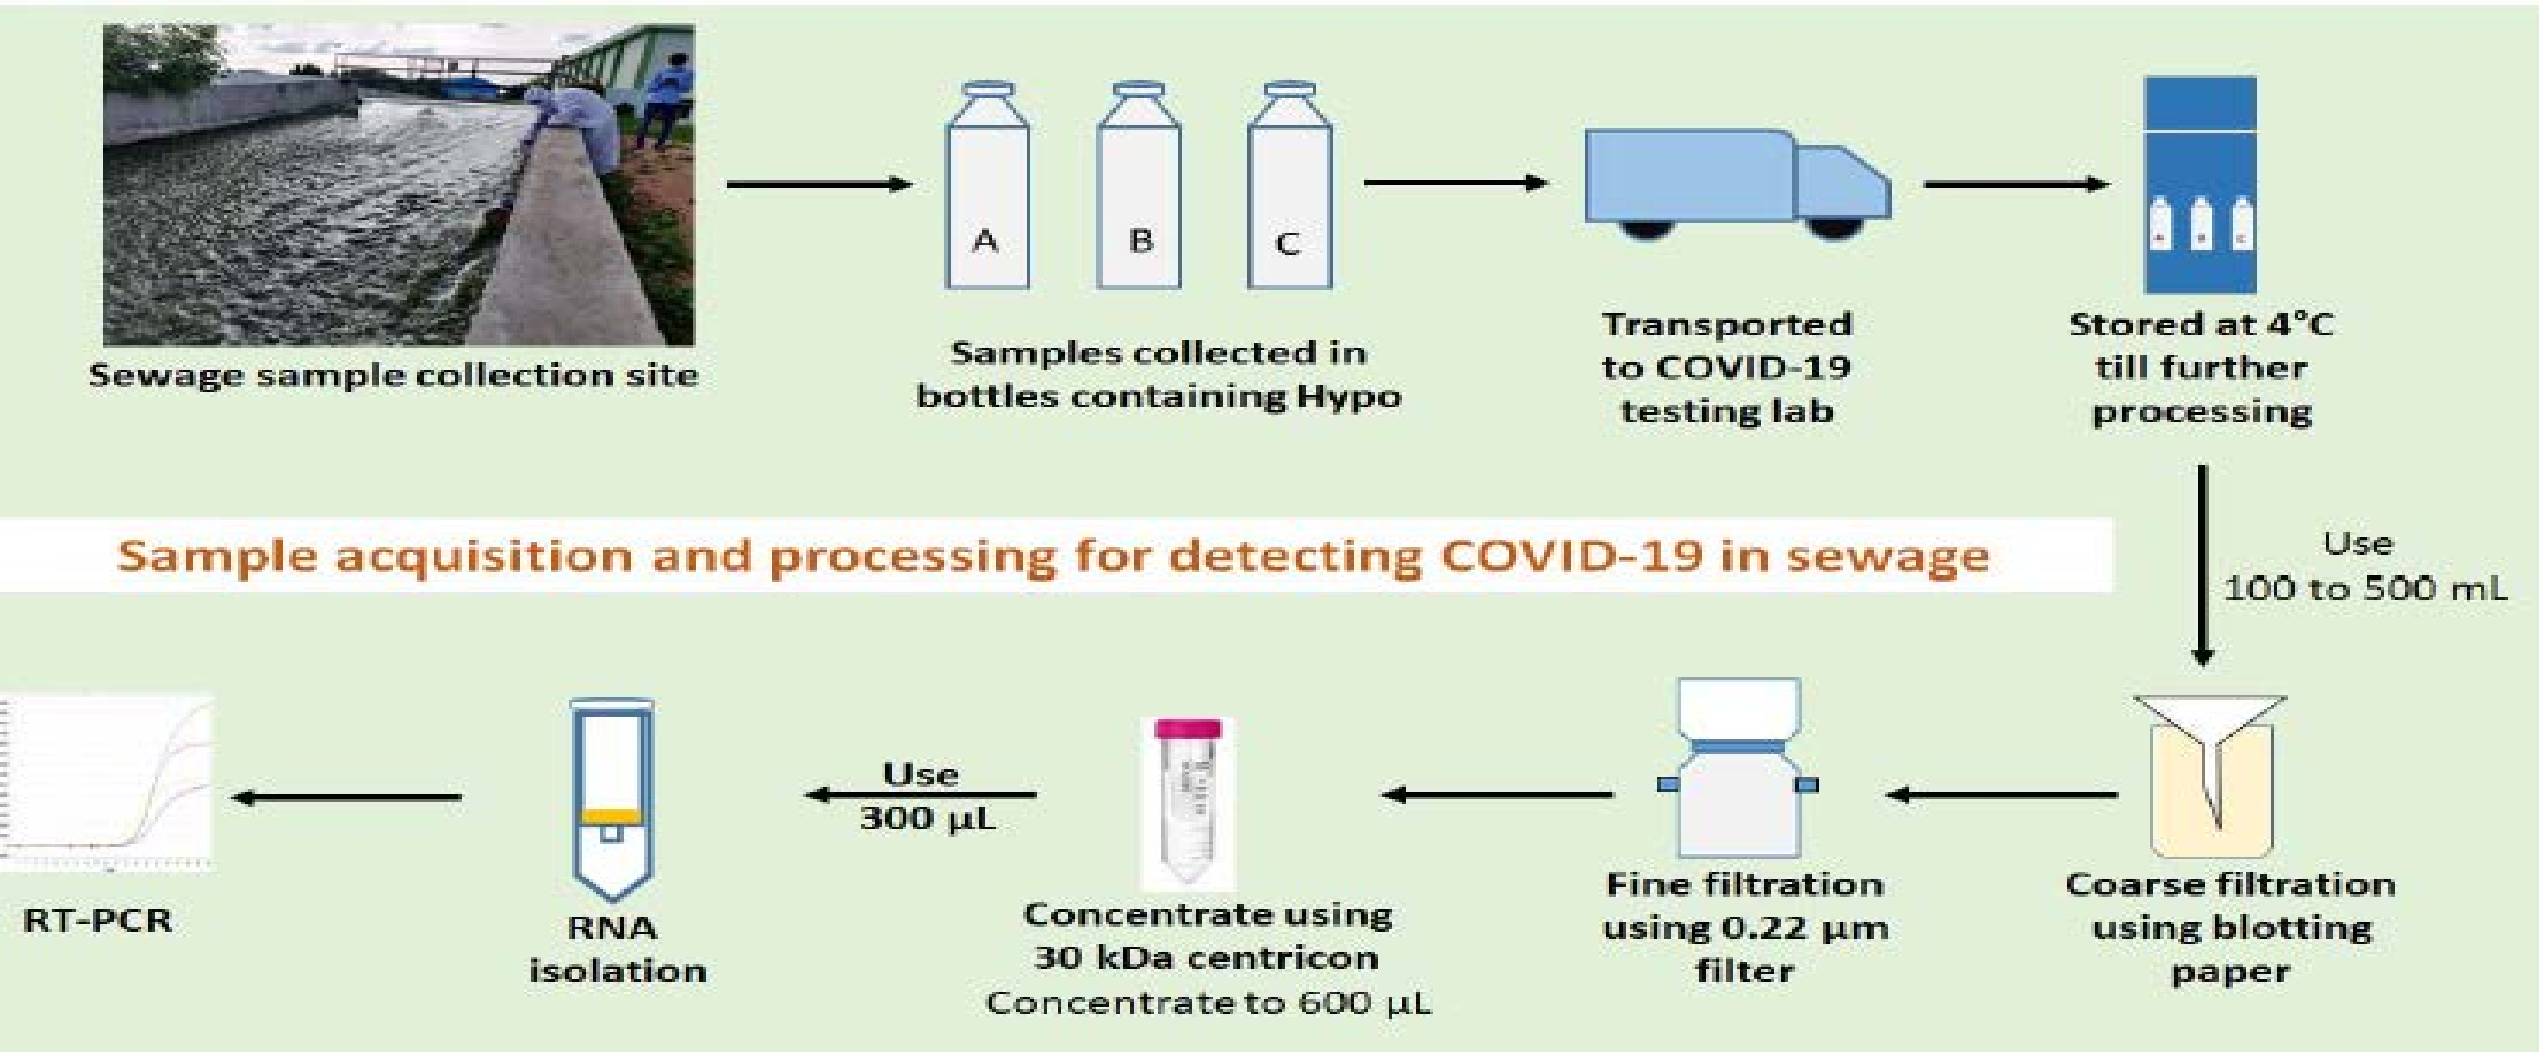 A
B
C
Sewage sample collection site
Samples collected in
bottles containing Hypo
Transported
to COVID-19
testing lab
Stored at 4°C
till further
processing
Sample acquisition and processing for detecting COVID-19 in sewage
Use
100 to 500 mL
Coarse filtration
using blotting
paper
Fine filtration
using 0.22 µm
filter
Concentrate using
30 kDa centricon
Concentrate to 600 µL
Use
300 µL
RNA
isolation
RT-PCR